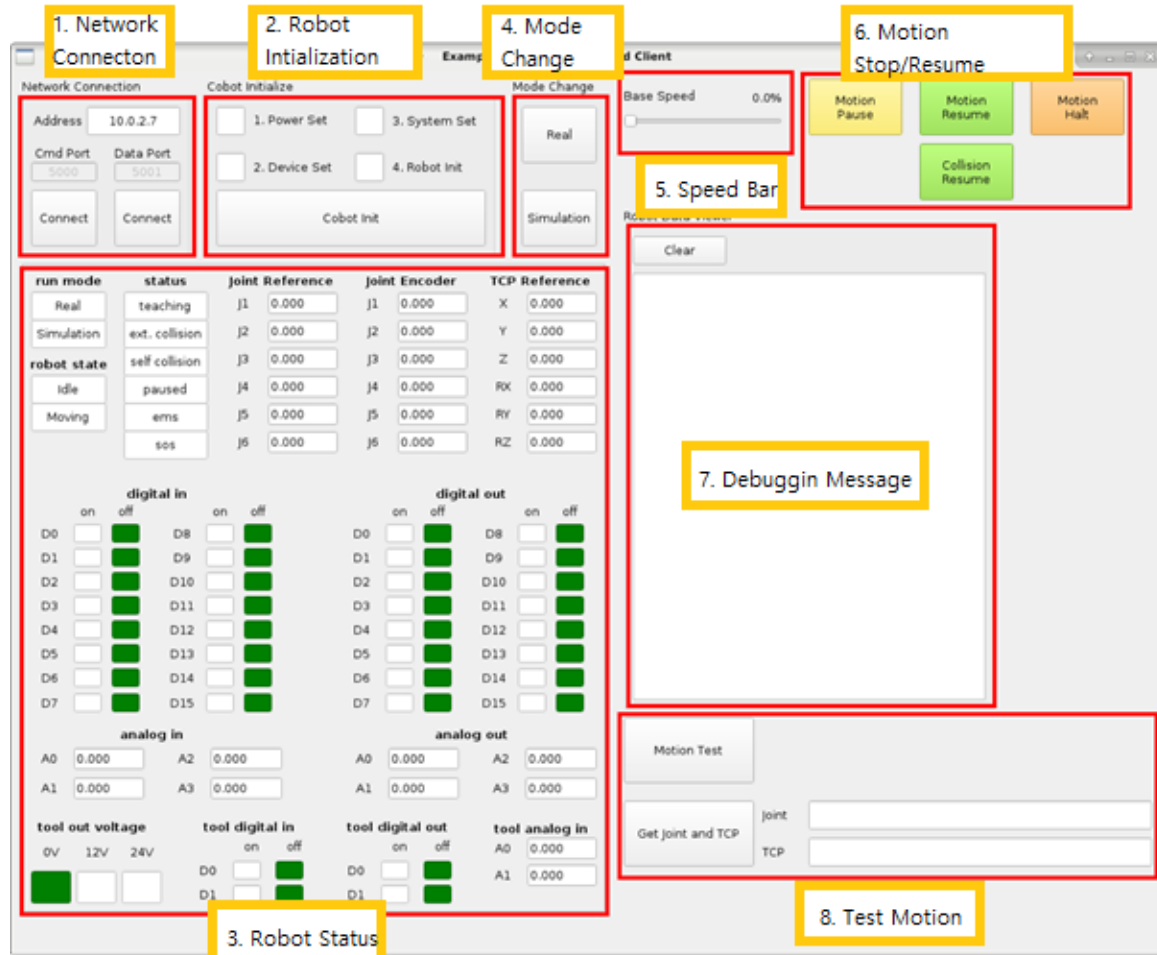 1. Network
Connecton
2. Robot
Intialization
4. Mode
Change
6. Motion
Stop/Resume
Examp
d Client
Network Connection
Address 10.0.2.7
Cmd Port Data Port
5000 5001
Connect Connect
Cobot Initialize
1. Power Set 3. System Set
2. Device Set 4. Robot Init
Cobot Init
Mode Change
Real
Simulation
Base Speed 0.0%
5. Speed Bar
Motion
Pause
Motion
Resume
Motion
Halt
Collision
Resume
Robot Data Viewer
Clear
7. Debuggin Message
run mode
Real
Simulation
robot state
Idle
Moving
status
teaching
ext. collision
self collision
paused
ems
sos
Joint Reference
J1 0.000
J2 0.000
J3 0.000
J4 0.000
J5 0.000
J6 0.000
Joint Encoder
J1 0.000
J2 0.000
J3 0.000
J4 0.000
J5 0.000
J6 0.000
TCP Reference
X 0.000
Y 0.000
Z 0.000
RX 0.000
RY 0.000
RZ 0.000
digital in
on off on off
D0 D8
D1 D9
D2 D10
D3 D11
D4 D12
D5 D13
D6 D14
D7 D15
digital out
on off on off
D0 D8
D1 D9
D2 D10
D3 D11
D4 D12
D5 D13
D6 D14
D7 D15
analog in
A0 0.000 A2 0.000
A1 0.000 A3 0.000
analog out
A0 0.000 A2 0.000
A1 0.000 A3 0.000
tool out voltage
0V 12V 24V
tool digital in
on off
D0
D1
tool digital out
on off
D0
D1
tool analog in
A0 0.000
A1 0.000
3. Robot Status
Motion Test
Get Joint and TCP
Joint
TCP
8. Test Motion